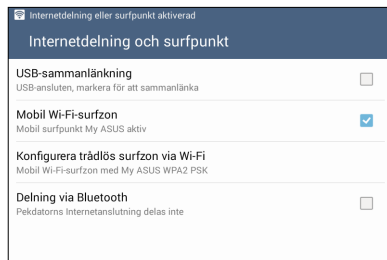 Internetdelning eller surfpunkt aktiverad
Internetdelning och surfpunkt
USB-sammanlänkning
USB-ansluten, markera för att sammanlänka
Mobil Wi-Fi-surfzon
Mobil surfpunkt My ASUS aktiv
Konfigurera trådlös surfzon via Wi-Fi
Mobil Wi-Fi-surfzon med My ASUS WPA2 PSK
Delning via Bluetooth
Pekdatorns Internetanslutning delas inte